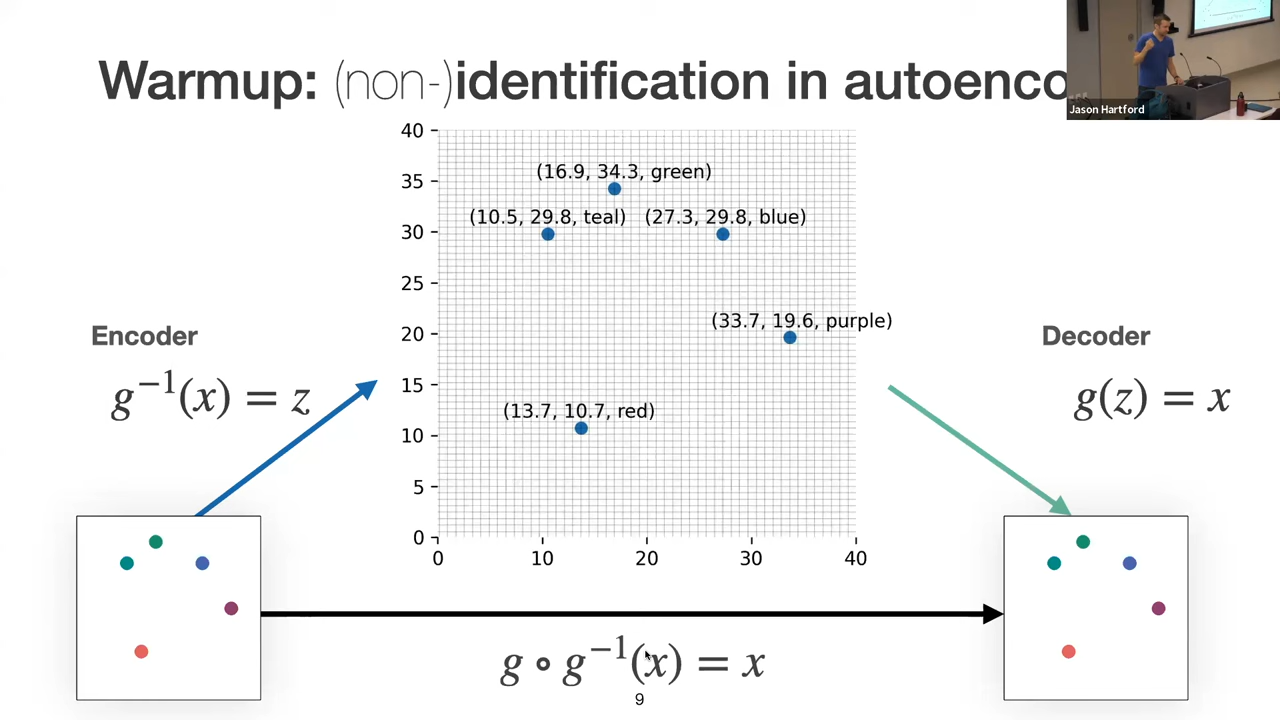 Warmup: (non-)identification in autoenco
Jason Hartford
40
35
30
25
20
15
10
5
0
(16.9, 34.3, green)
(10.5, 29.8, teal) (27.3, 29.8, blue)
(33.7, 19.6, purple)
(13.7, 10.7, red)
0 10 20 30 40
Encoder
g⁻¹(x) = z
Decoder
g(z) = x
g ∘ g⁻¹(x) = x
9